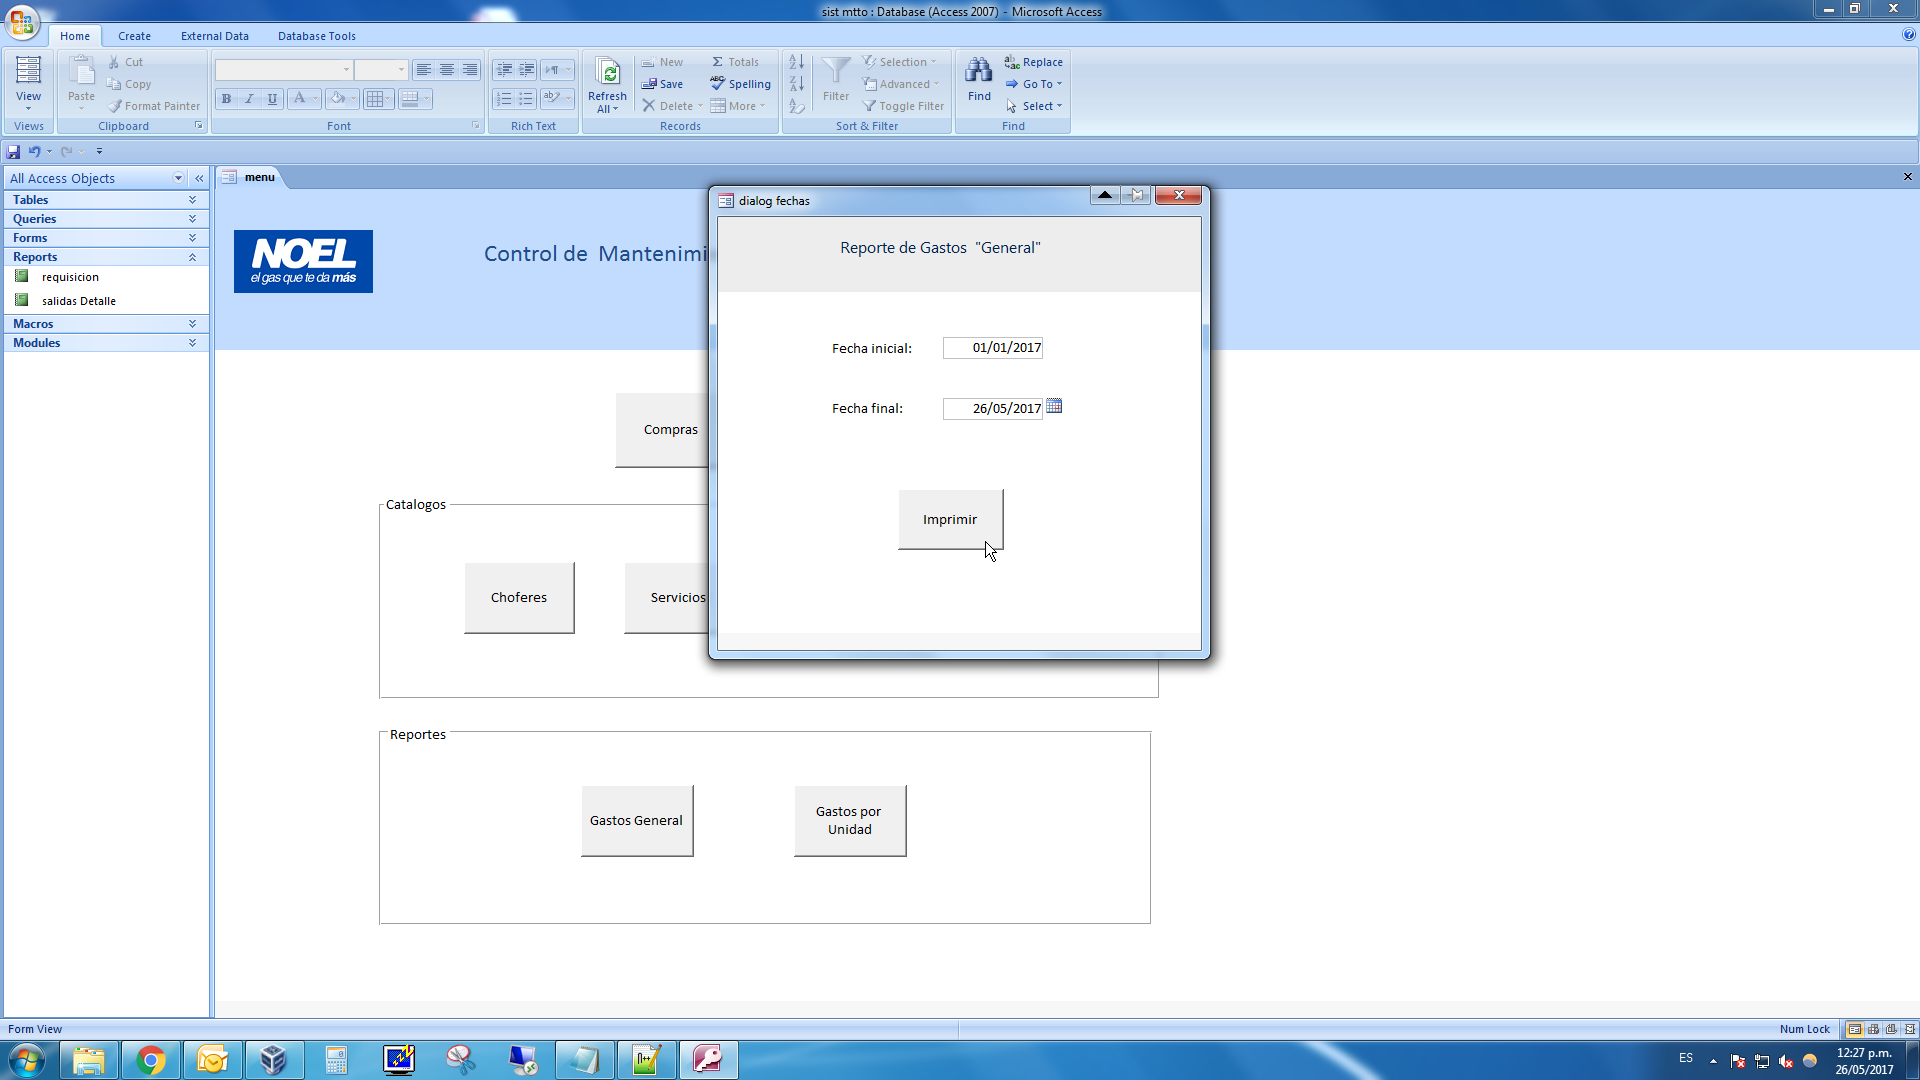 sist mtto : Database (Access 2007) - Microsoft Access
Home
Create
External Data
Database Tools
View
Views
Paste
Cut
Copy
Format Painter
Clipboard
B I U A
Font
Rich Text
Refresh
All
New
Save
Delete
Totals
Spelling
More
Records
Filter
Selection
Advanced
Toggle Filter
Sort & Filter
Find
Replace
Go To
Select
Find
All Access Objects
Tables
Queries
Forms
Reports
requisicion
salidas Detalle
Macros
Modules
menu
NOEL
el gas que te da más
Control de Mantenimi
Compras
Catalogos
Choferes
Servicios
Reportes
Gastos General
Gastos por
Unidad
dialog fechas
Reporte de Gastos "General"
Fecha inicial: 01/01/2017
Fecha final: 26/05/2017
Imprimir
Form View
Num Lock
ES
12:27 p.m.
26/05/2017